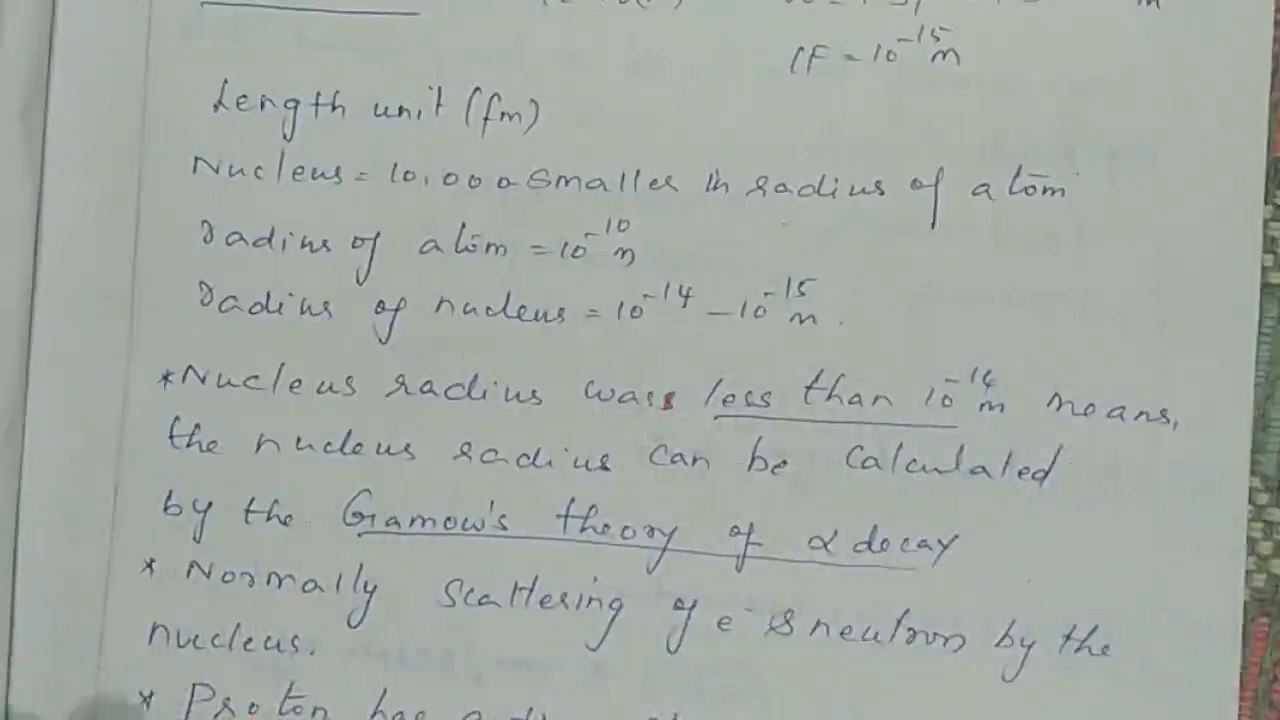 1F = 10⁻¹⁵ m
Length unit (fm)
Nucleus = 10,000 Smaller in radius of atom
radius of atom = 10⁻¹⁰ m
radius of nucleus = 10⁻¹⁴ – 10⁻¹⁵ m.
*Nucleus radius was less than 10⁻¹⁴ m means,
the nucleus radius can be calculated
by the Gamow's theory of α decay
* Normally scattering of e⁻ & neutron by the
nucleus.
* Proton has